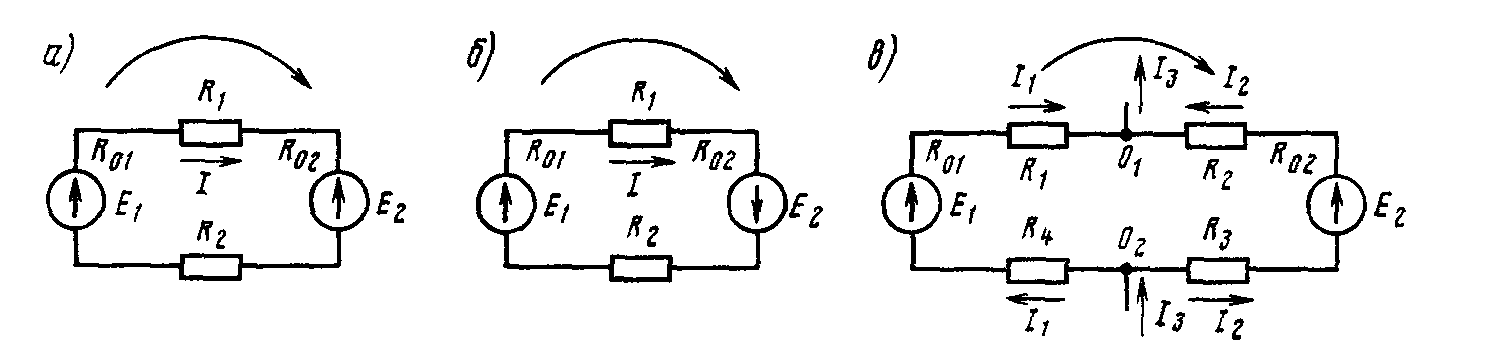 а)
R1
R01
R02
I
E1
E2
R2
б)
R1
R01
R02
I
E1
E2
R2
в)
I1
I3
I2
R01
R1
O1
R2
R02
E1
E2
R4
O2
R3
I1
I3
I2